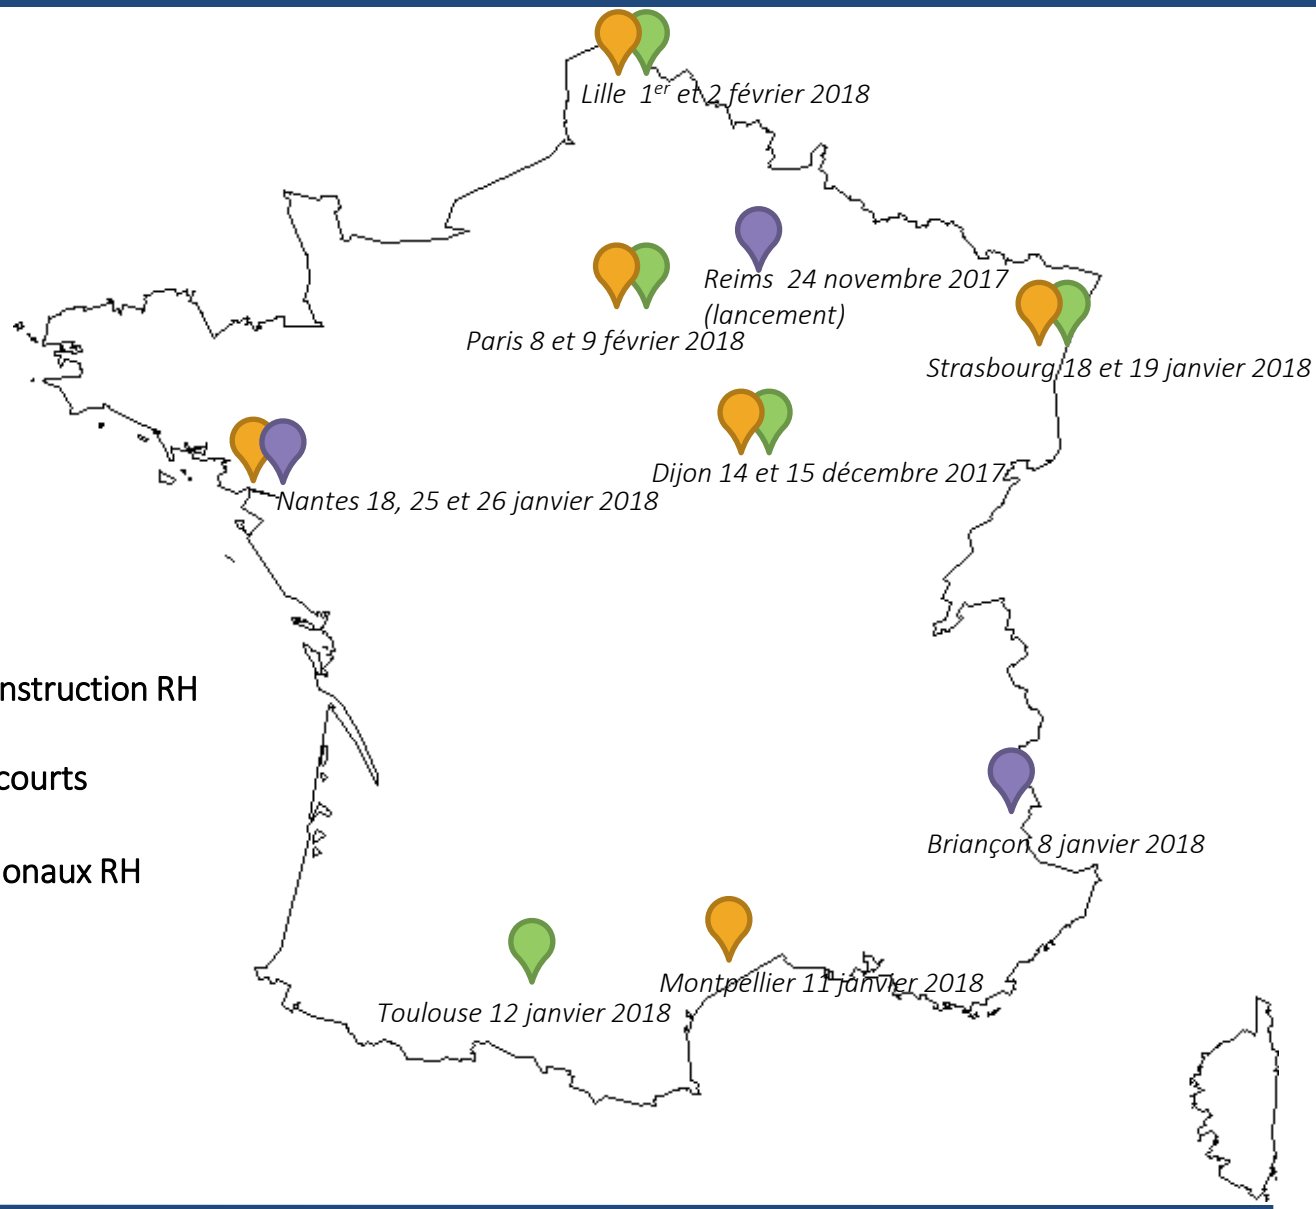 Lille 1er et 2 février 2018
Reims 24 novembre 2017
(lancement)
Paris 8 et 9 février 2018
Strasbourg 18 et 19 janvier 2018
Dijon 14 et 15 décembre 2017
Nantes 18, 25 et 26 janvier 2018
nstruction RH
courts
Briançon 8 janvier 2018
onaux RH
Montpellier 11 janvier 2018
Toulouse 12 janvier 2018